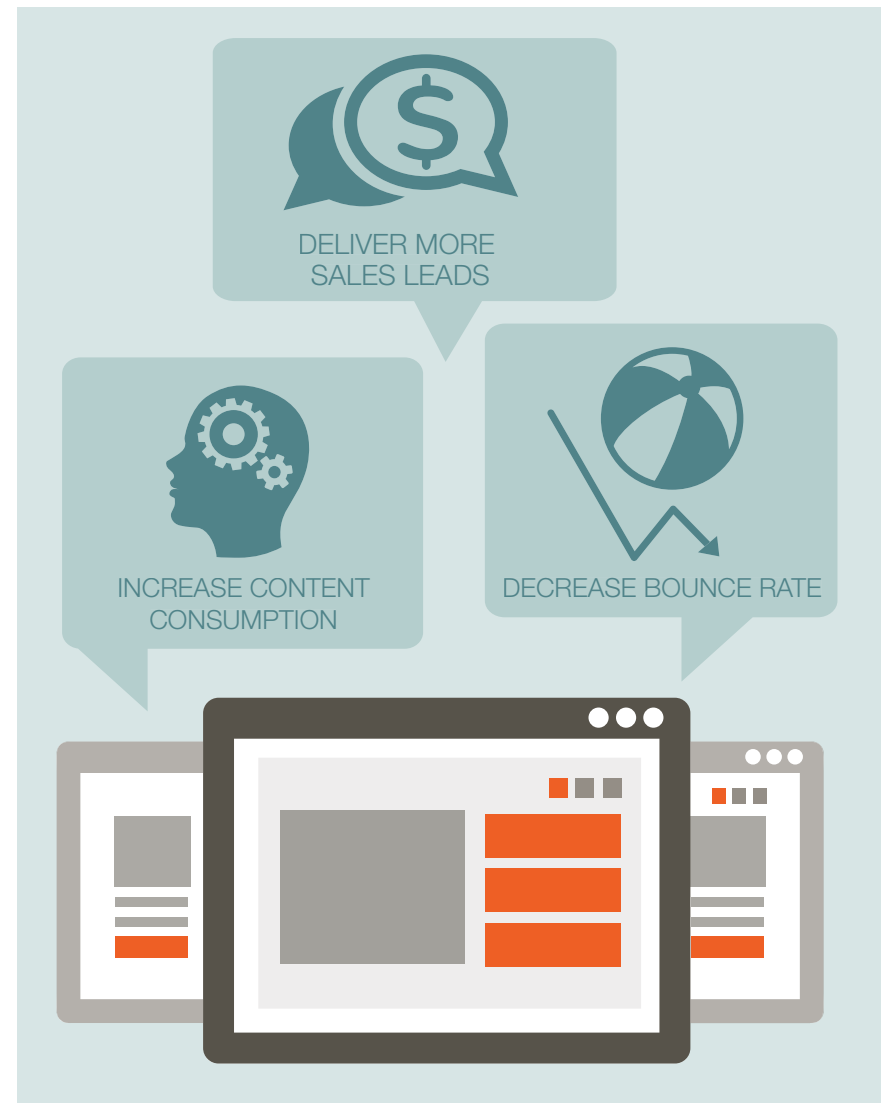 $
DELIVER MORE
SALES LEADS
INCREASE CONTENT
CONSUMPTION
DECREASE BOUNCE RATE